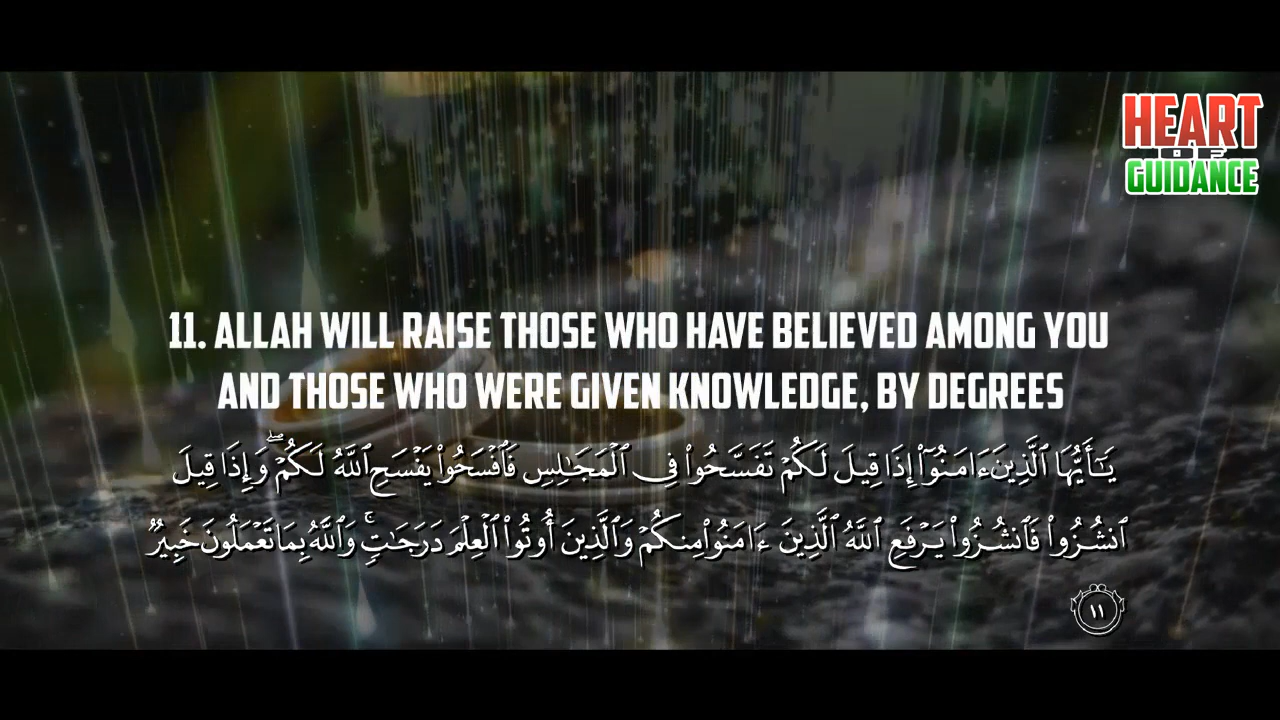 HEART
OF
GUIDANCE
11. ALLAH WILL RAISE THOSE WHO HAVE BELIEVED AMONG YOU
AND THOSE WHO WERE GIVEN KNOWLEDGE, BY DEGREES
يَـٰٓأَيُّهَا ٱلَّذِينَ ءَامَنُوٓا۟ إِذَا قِيلَ لَكُمْ تَفَسَّحُوا۟ فِى ٱلْمَجَـٰلِسِ فَٱفْسَحُوا۟ يَفْسَحِ ٱللَّهُ لَكُمْ ۖ وَإِذَا قِيلَ
ٱنشُزُوا۟ فَٱنشُزُوا۟ يَرْفَعِ ٱللَّهُ ٱلَّذِينَ ءَامَنُوا۟ مِنكُمْ وَٱلَّذِينَ أُوتُوا۟ ٱلْعِلْمَ دَرَجَـٰتٍ ۚ وَٱللَّهُ بِمَا تَعْمَلُونَ خَبِيرٌ
١١